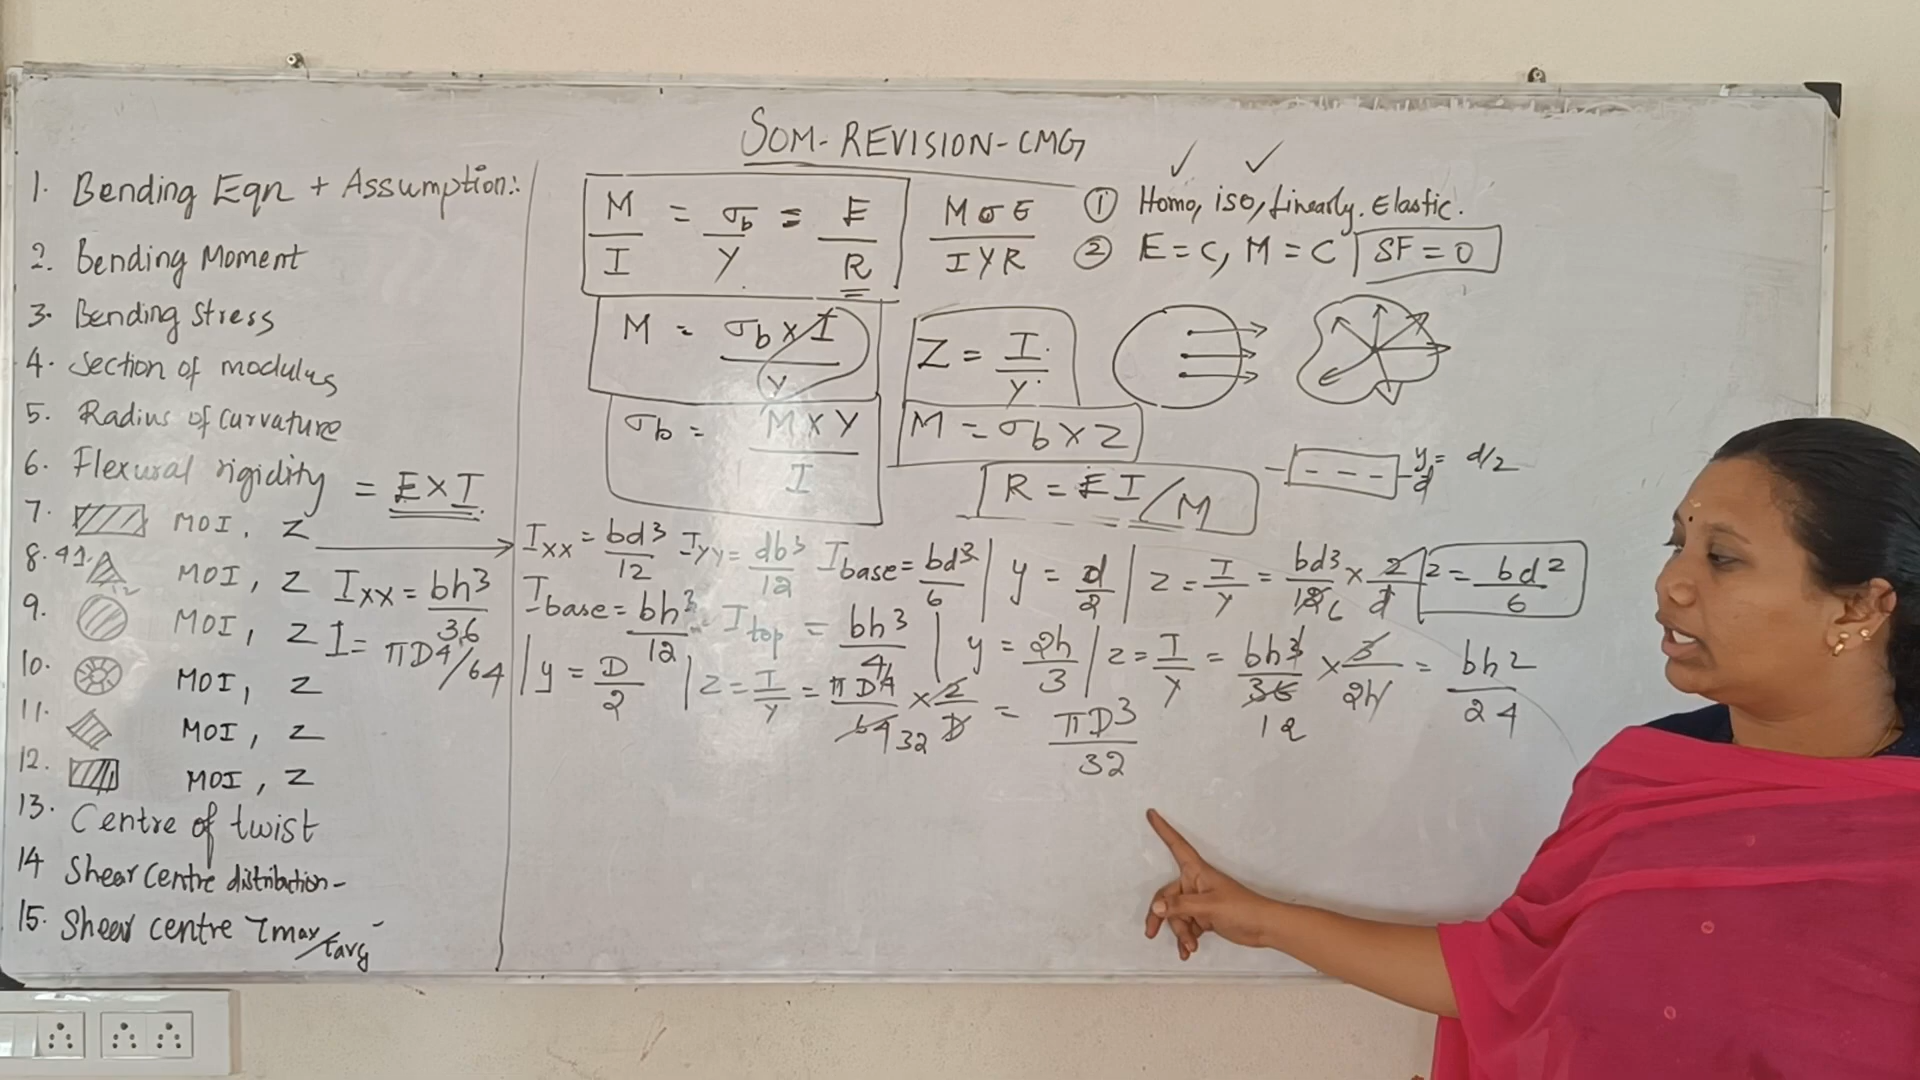 SOM-REVISION-CMG
1. Bending Eqn + Assumption:
2. Bending Moment
3. Bending Stress
4. Section of modulus
5. Radius of curvature
6. Flexural rigidity = E×I
7. MOI, Z
8. MOI, Z Ixx = bh³/36
9. MOI, Z I = πD4/64
10. MOI, Z
11. MOI, Z
12. MOI, Z
13. Centre of twist
14 Shear Centre distribution-
15. Shear centre τmax/τavg
M/I = σb/Y = E/R
MσE/IYR
① Homo, iso, Linearly. Elastic.
② E = C, M = C SF = 0
M = σb×I/Y
Z = I/Y
σb = M×Y/I
M = σb×Z
R = EI/M
y = d/2
d
Ixx = bd³/12 Iyy = db³/12 Ibase = bd³/6 | y = d/2 | Z = I/Y = bd³/12 6 × 2/d Z = bd²/6
Ibase = bh³/12 Itop = bh³/4 | y = 2h/3 | Z = I/Y = bh³/36 12 × 3/2h = bh²/24
| y = D/2 | Z = I/Y = πD4/64 32 × 2/D = πD³/32